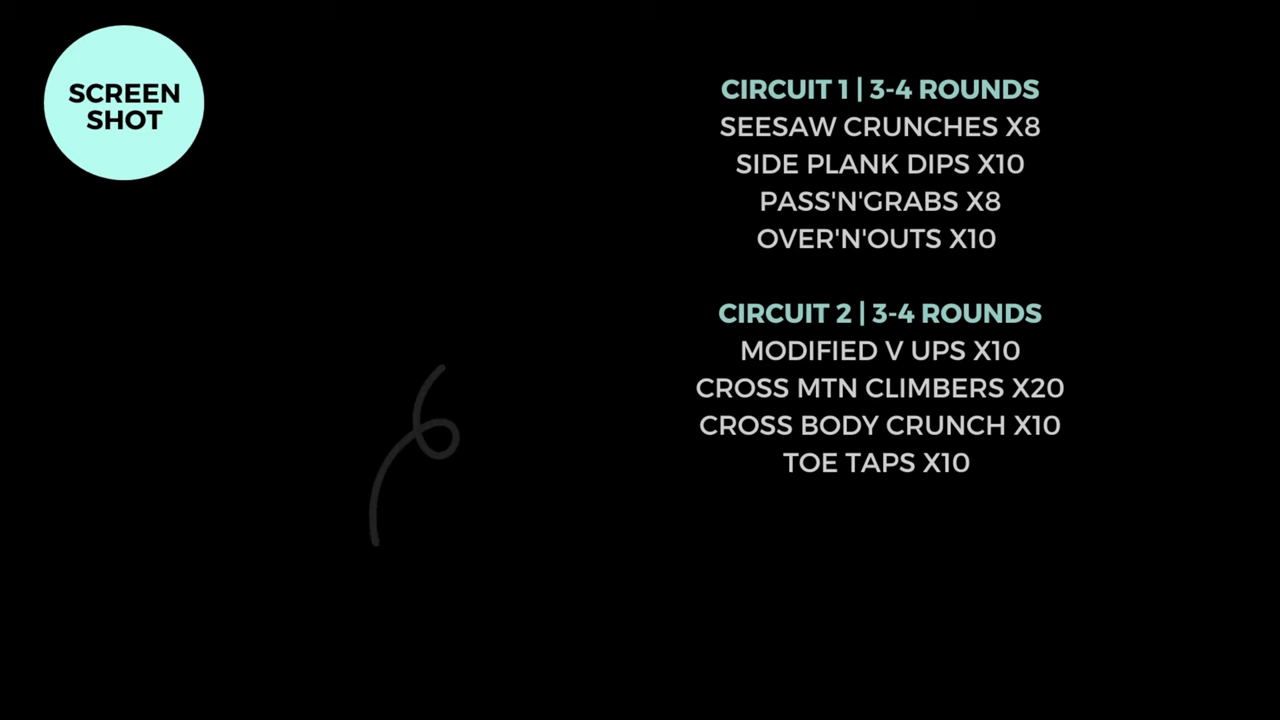 SCREEN
SHOT
CIRCUIT 1 | 3-4 ROUNDS
SEESAW CRUNCHES X8
SIDE PLANK DIPS X10
PASS'N'GRABS X8
OVER'N'OUTS X10
CIRCUIT 2 | 3-4 ROUNDS
MODIFIED V UPS X10
CROSS MTN CLIMBERS X20
CROSS BODY CRUNCH X10
TOE TAPS X10